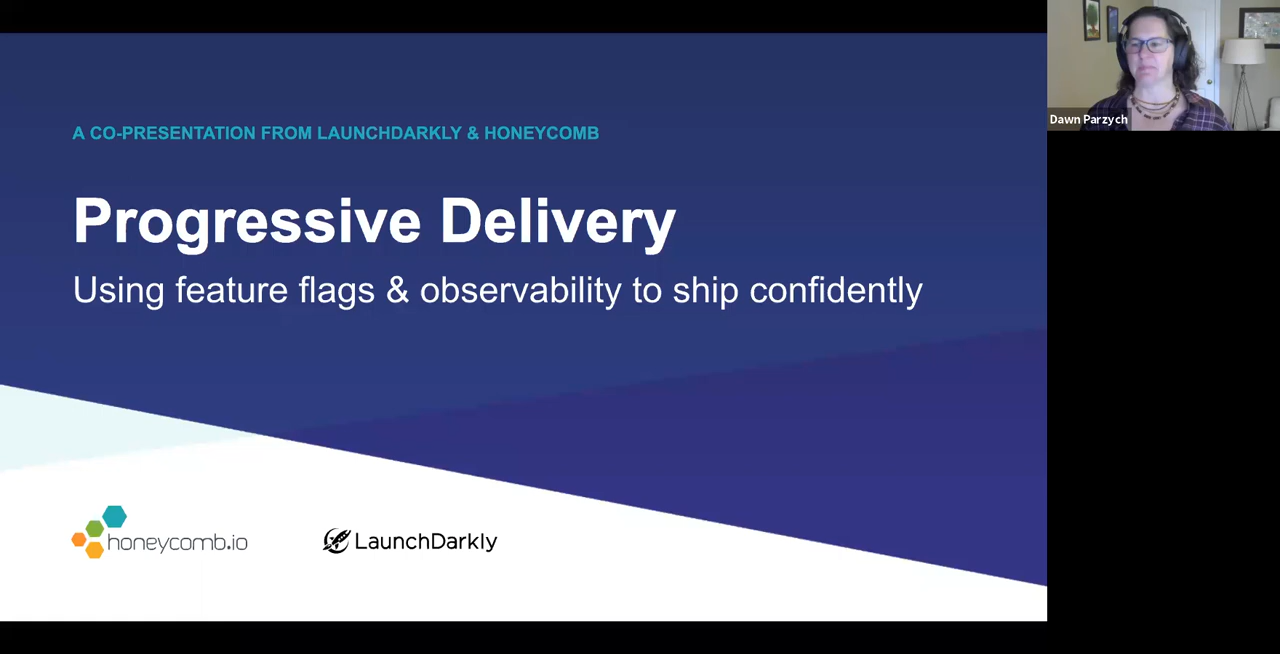 A CO-PRESENTATION FROM LAUNCHDARKLY & HONEYCOMB
Progressive Delivery
Using feature flags & observability to ship confidently
honeycomb.io
LaunchDarkly
Dawn Parzych